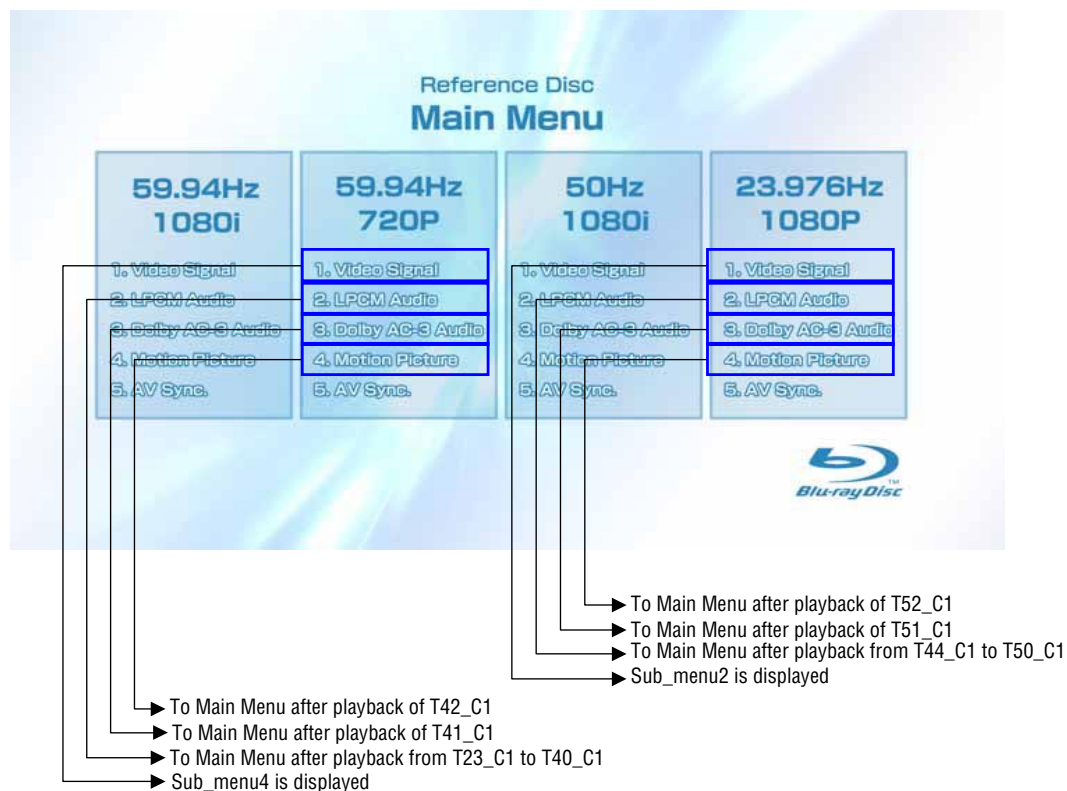 Reference Disc
Main Menu
59.94Hz
1080i
1. Video Signal
2. LPCM Audio
3. Dolby AC-3 Audio
4. Motion Picture
5. AV Sync.
59.94Hz
720P
1. Video Signal
2. LPCM Audio
3. Dolby AC-3 Audio
4. Motion Picture
5. AV Sync.
50Hz
1080i
1. Video Signal
2. LPCM Audio
3. Dolby AC-3 Audio
4. Motion Picture
5. AV Sync.
23.976Hz
1080P
1. Video Signal
2. LPCM Audio
3. Dolby AC-3 Audio
4. Motion Picture
5. AV Sync.
Blu-ray Disc™
To Main Menu after playback of T52_C1
To Main Menu after playback of T51_C1
To Main Menu after playback from T44_C1 to T50_C1
Sub_menu2 is displayed
To Main Menu after playback of T42_C1
To Main Menu after playback of T41_C1
To Main Menu after playback from T23_C1 to T40_C1
Sub_menu4 is displayed